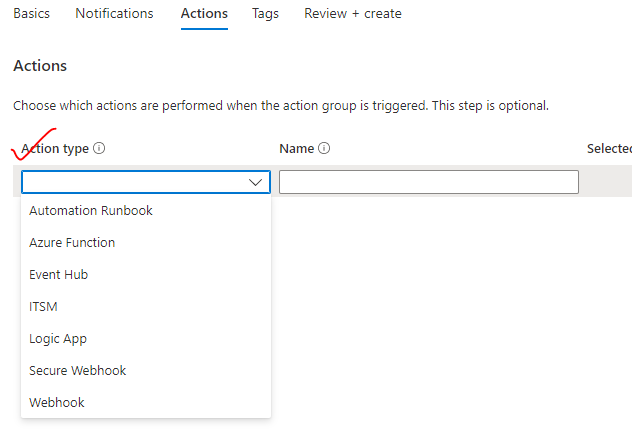 Basics Notifications Actions Tags Review + create
Actions
Choose which actions are performed when the action group is triggered. This step is optional.
Action type Name Selecte
Automation Runbook
Azure Function
Event Hub
ITSM
Logic App
Secure Webhook
Webhook